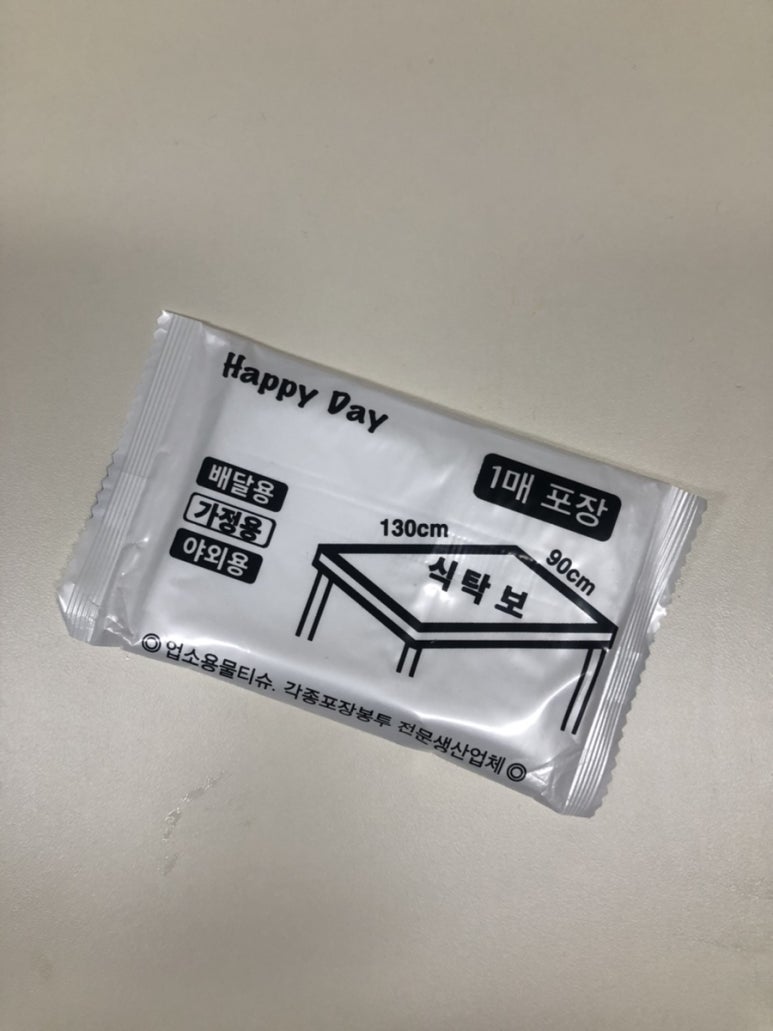 Happy Day
1매 포장
배달용
가정용
야외용
130cm
90cm
식탁보
◎ 업소용물티슈. 각종포장봉투 전문생산업체 ◎